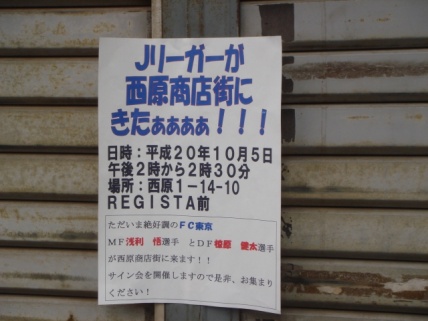 Jリーガーが
西原商店街に
きたぁぁぁぁ！！！
日時：平成20年10月5日
午後2時から2時30分
場所：西原1－14-10
REGISTA前
ただいま絶好調のFC東京
MF浅利　悟選手　とDF椋原　健太選手
が西原商店街に来ます！！
サイン会を開催しますので是非、お集まり
ください！